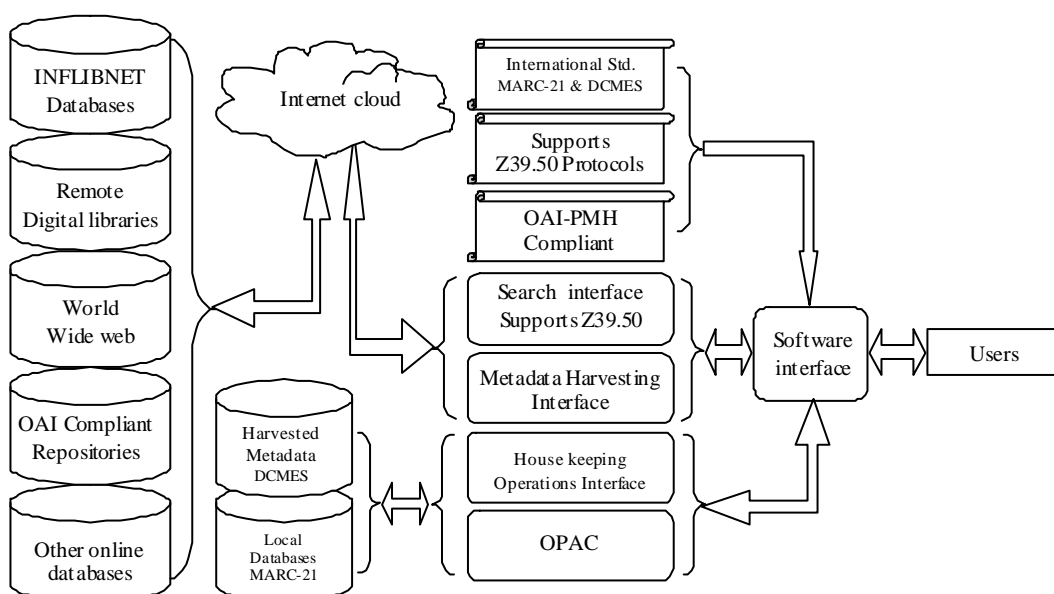 INFLIBNET
Databases
Remote
Digital libraries
World
Wide web
OAI Compliant
Repositories
Other online
databases
Internet cloud
Harvested
Metadata
DCMES
Local
Databases
MARC-21
International Std.
MARC-21 & DCMES
Supports
Z39.50 Protocols
OAI-PMH
Compliant
Search interface
Supports Z39.50
Metadata Harvesting
Interface
House keeping
Operations Interface
OPAC
Software
interface
Users